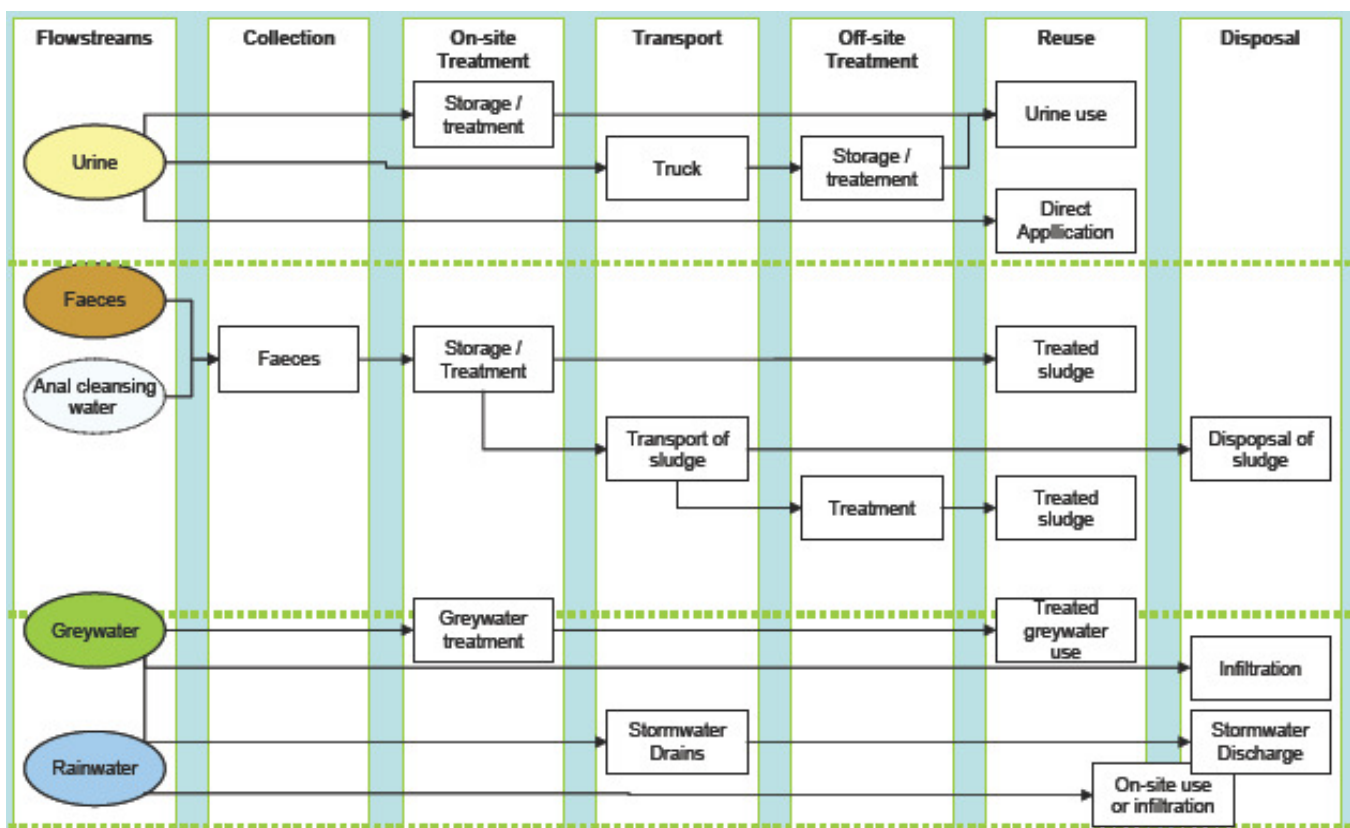 Flowstreams
Collection
On-site
Treatment
Transport
Off-site
Treatment
Reuse
Disposal
Storage /
treatment
Urine use
Urine
Truck
Storage /
treatement
Direct
Appllication
Faeces
Faeces
Storage /
Treatment
Treated
sludge
Anal cleansing
water
Transport of
sludge
Dispopsal of
sludge
Treatment
Treated
sludge
Greywater
Greywater
treatment
Treated
greywater
use
Infiltration
Stormwater
Drains
Stormwater
Discharge
Rainwater
On-site use
or infiltration